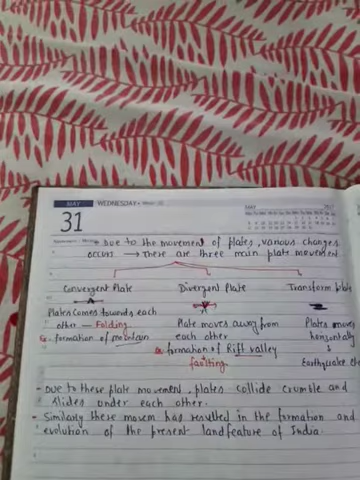 MAY
31
WEDNESDAY
MAY
Due to the movement of plates, various changes
occurs → There are three main plate movement
Convergent Plate
Plates comes towards each
other — Folding
formation of mountain
Divergent Plate
Plate moves away from
each other
formation of Rift valley
faulting
Transform plate
Plates moves
horizontally
Earthquake etc
- Due to these plate movement, plates collide crumble and
slides under each other.
- Similarly these movem has resulted in the formation and
evolution of the present landfeature of India.